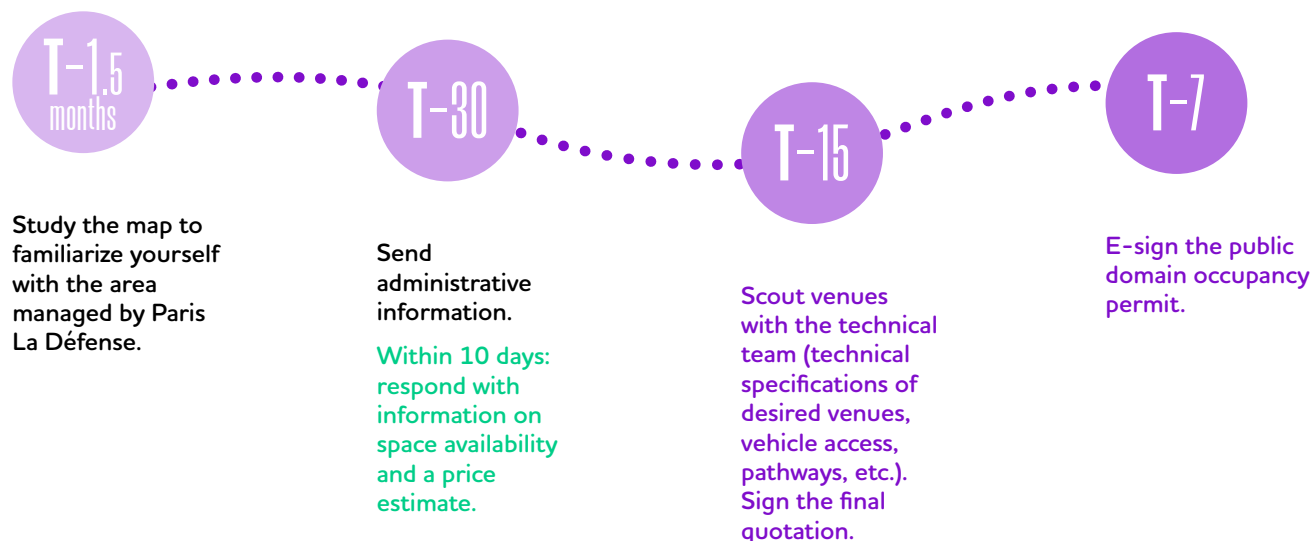 T-1.5
months
T-30
T-15
T-7
Study the map to
familiarize yourself
with the area
managed by Paris
La Défense.
Send
administrative
information.
Within 10 days:
respond with
information on
space availability
and a price
estimate.
Scout venues
with the technical
team (technical
specifications of
desired venues,
vehicle access,
pathways, etc.).
Sign the final
quotation.
E-sign the public
domain occupancy
permit.